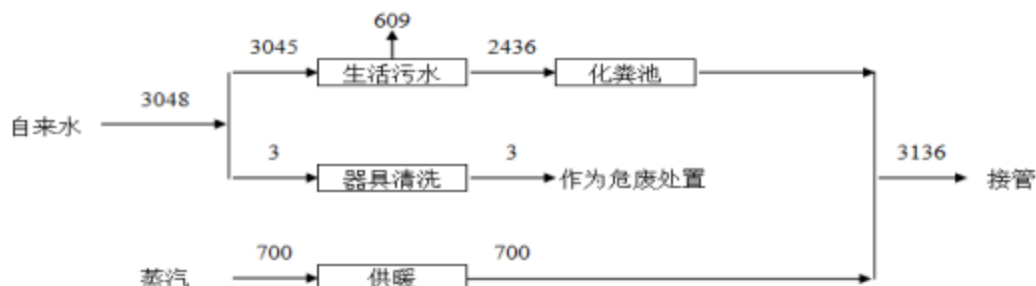 609
3045
2436
生活污水
化粪池
3048
自来水
3
3
3136
器具清洗
作为危废处置
接管
700
700
蒸汽
供暖